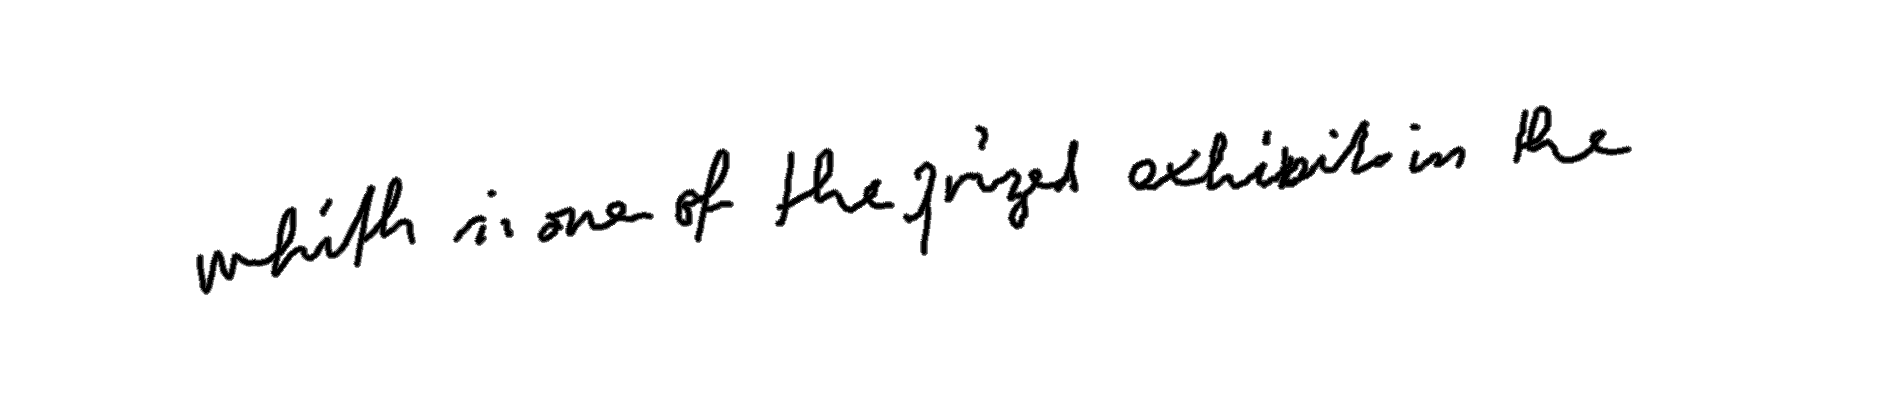 which is one of the prized exhibits in the